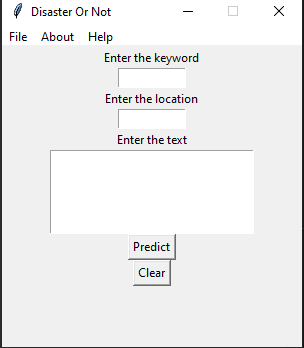 Disaster Or Not
File About Help
Enter the keyword
Enter the location
Enter the text
Predict
Clear